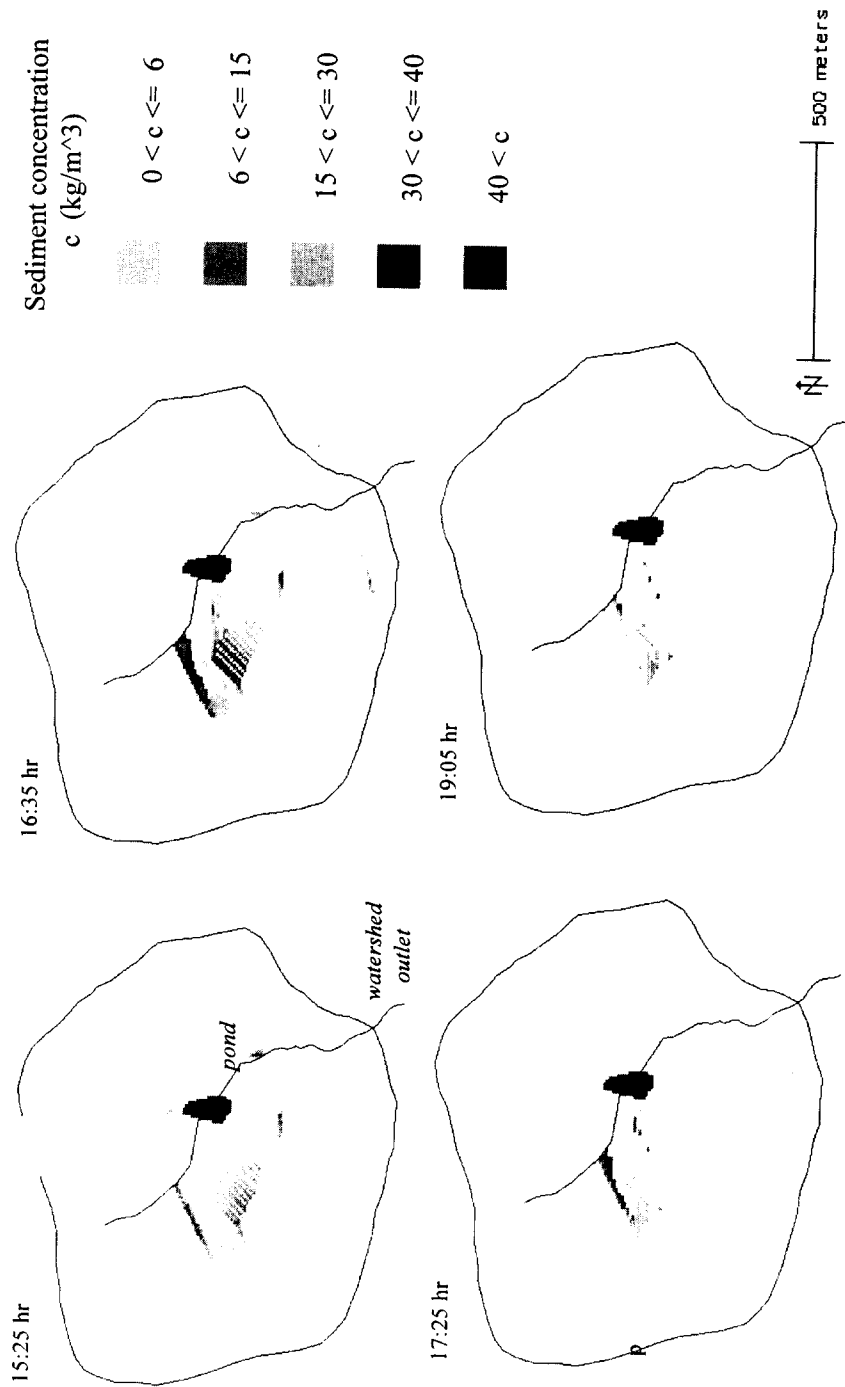 15:25 hr
pond
watershed
outlet
16:35 hr
17:25 hr
p
19:05 hr
Sediment concentration
c (kg/m^3)
0 < c <= 6
6 < c <= 15
15 < c <= 30
30 < c <= 40
40 < c
N
500 meters